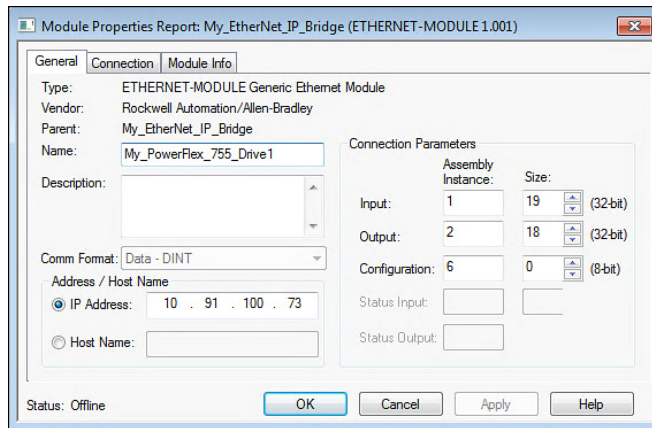 Module Properties Report: My_EtherNet_IP_Bridge (ETHERNET-MODULE 1.001)
General Connection Module Info
Type: ETHERNET-MODULE Generic Ethernet Module
Vendor: Rockwell Automation/Allen-Bradley
Parent: My_EtherNet_IP_Bridge
Name: My_PowerFlex_755_Drive1
Description:
Comm Format: Data - DINT
Address / Host Name
IP Address: 10 . 91 . 100 . 73
Host Name:
Connection Parameters
Assembly Instance: Size:
Input: 1 19 (32-bit)
Output: 2 18 (32-bit)
Configuration: 6 0 (8-bit)
Status Input:
Status Output:
Status: Offline OK Cancel Apply Help